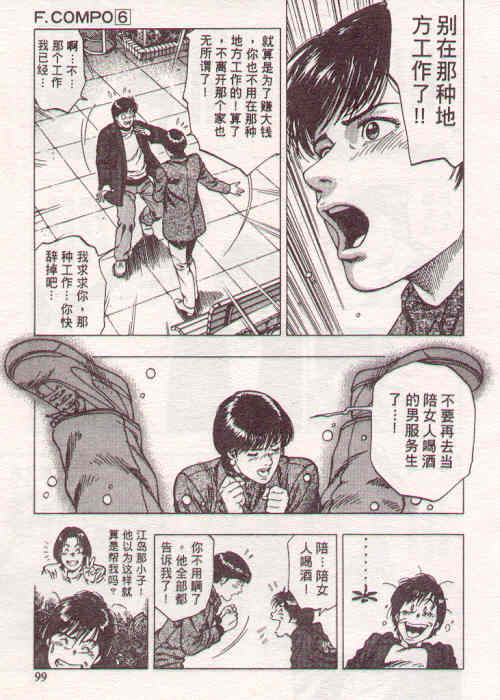 F.COMPO 6
别在那种地
方工作了!!
就算是为了赚大钱
,你也不用在那种
地方工作的!算了
,不离开那个家也
无所谓了!
啊…不…
那个工作
我已经…
我求求你,那
种工作…你快
辞掉吧…
不要再去当
陪女人喝酒
的男服务生
了…!
……
陪…陪女
人喝酒!
你不用瞒了
。他全部都
告诉我了!
江岛那小子!
他以为这样就
算是帮我吗?
99